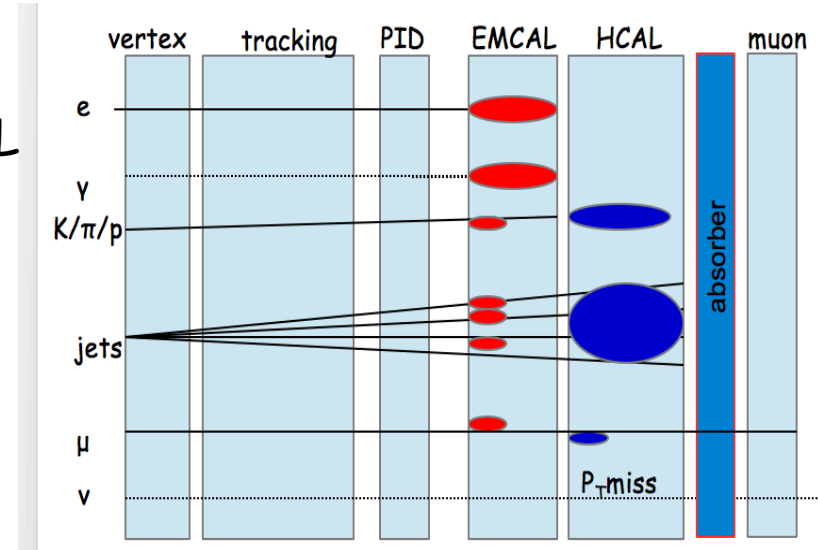 vertex tracking PID EMCAL HCAL muon
L
e
γ
K/π/p
absorber
jets
μ
PTmiss
ν